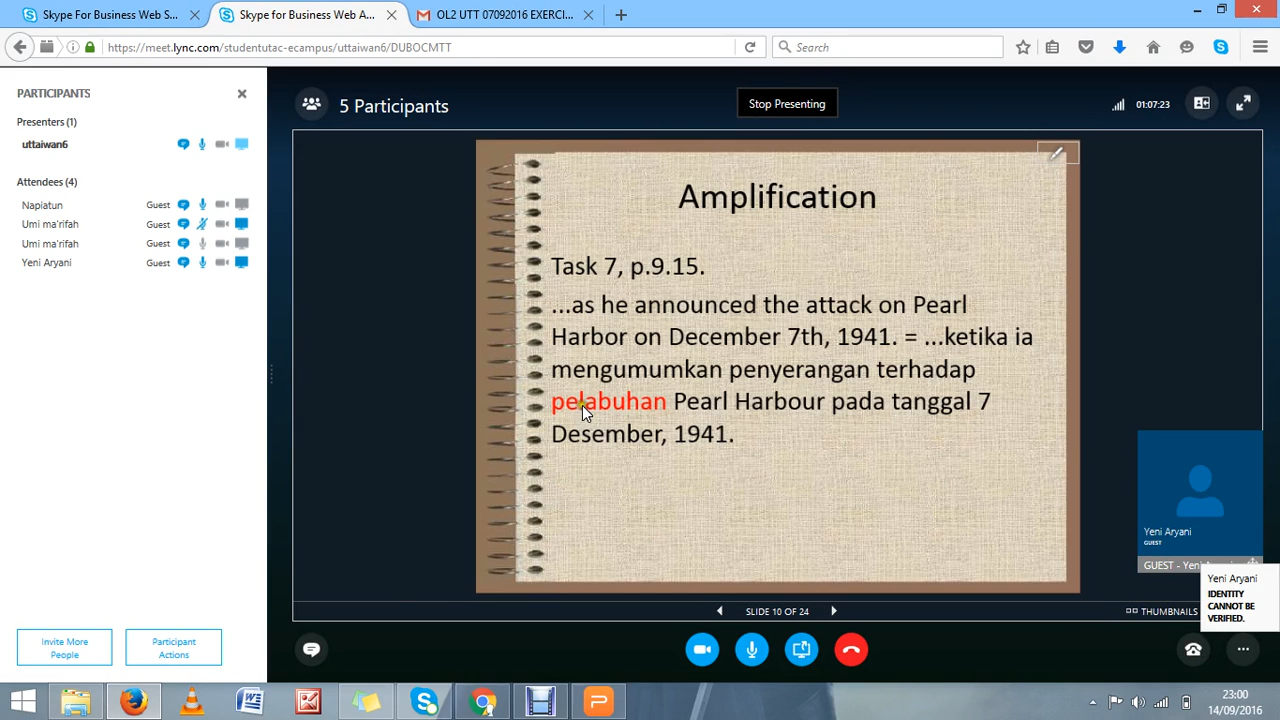 Skype For Business Web S...
Skype for Business Web A...
OL2 UTT 07092016 EXERCI...
https://meet.lync.com/studentutac-ecampus/uttaiwan6/DUBOCMTT
Search
PARTICIPANTS
5 Participants
Stop Presenting
01:07:23
Presenters (1)
uttaiwan6
Attendees (4)
Napiatun Guest
Umi ma'rifah Guest
Umi ma'rifah Guest
Yeni Aryani Guest
Amplification
Task 7, p.9.15.
...as he announced the attack on Pearl
Harbor on December 7th, 1941. = ...ketika ia
mengumumkan penyerangan terhadap
pelabuhan Pearl Harbour pada tanggal 7
Desember, 1941.
Yeni Aryani
GUEST
GUEST - Yeni
Yeni Aryani
IDENTITY
CANNOT BE
VERIFIED.
SLIDE 10 OF 24
THUMBNAILS
Invite More
People
Participant
Actions
23:00
14/09/2016